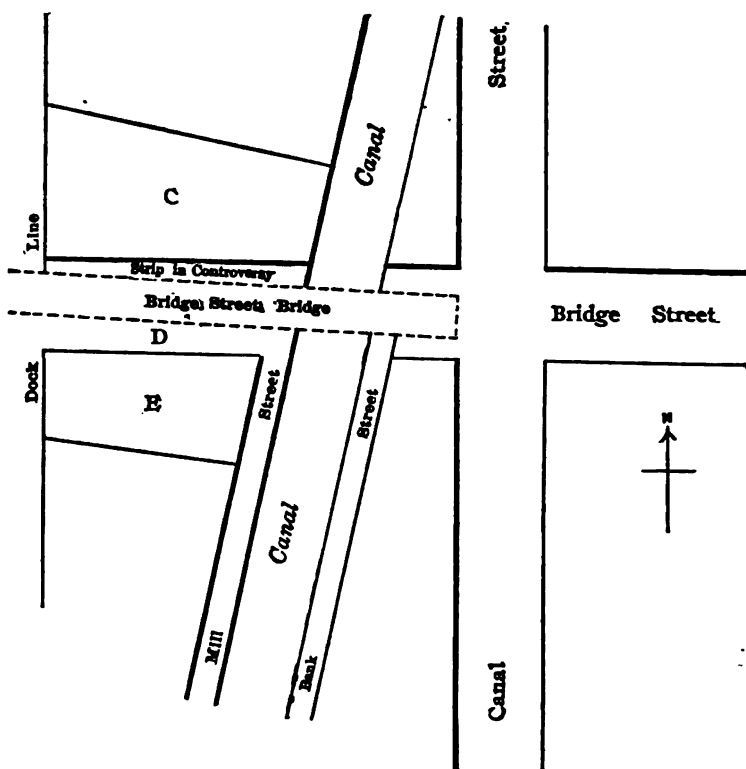 Street.
Canal
C
Line
Strip in Controversy
Bridge Street Bridge
Bridge Street
D
Dock
E
Street
Street
N
Canal
Mill
Bank
Canal